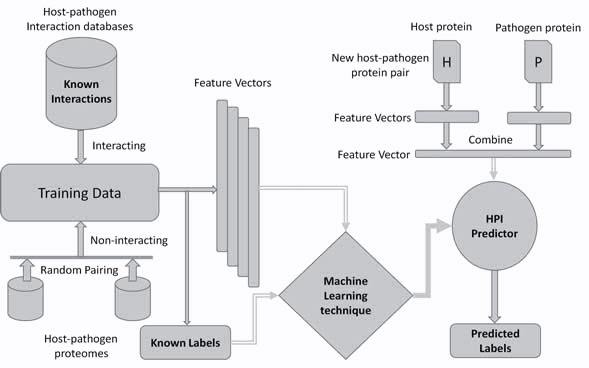 Host-pathogen
Interaction databases
Known
Interactions
Interacting
Training Data
Non-interacting
Random Pairing
Host-pathogen
proteomes
Feature Vectors
Known Labels
Machine
Learning
technique
Host protein
Pathogen protein
New host-pathogen
protein pair
H
P
Feature Vectors
Combine
Feature Vector
HPI
Predictor
Predicted
Labels